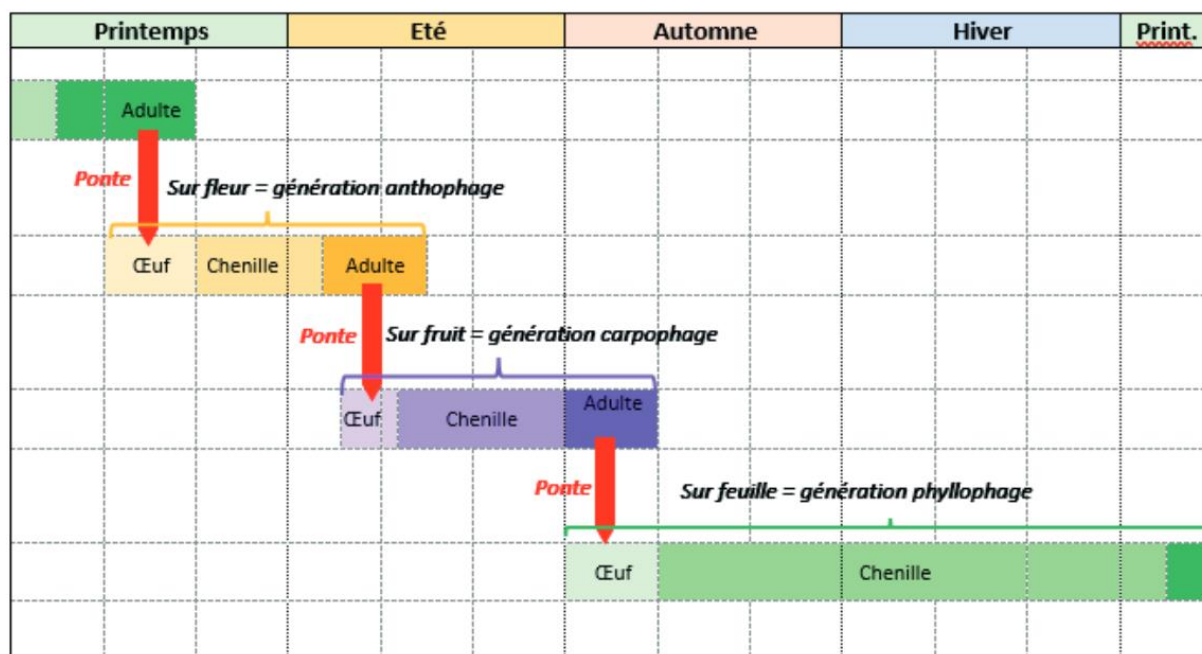 Printemps Eté Automne Hiver Print.
Adulte
Ponte
Sur fleur = génération anthophage
Œuf Chenille Adulte
Ponte Sur fruit = génération carpophage
Œuf Chenille Adulte
Ponte Sur feuille = génération phyllophage
Œuf Chenille